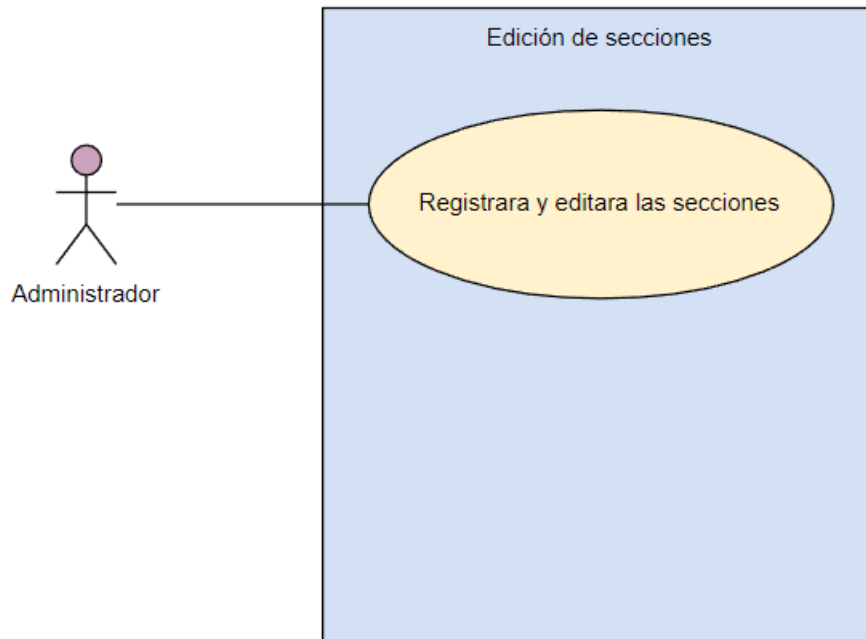 Edición de secciones
Registrara y editara las secciones
Administrador